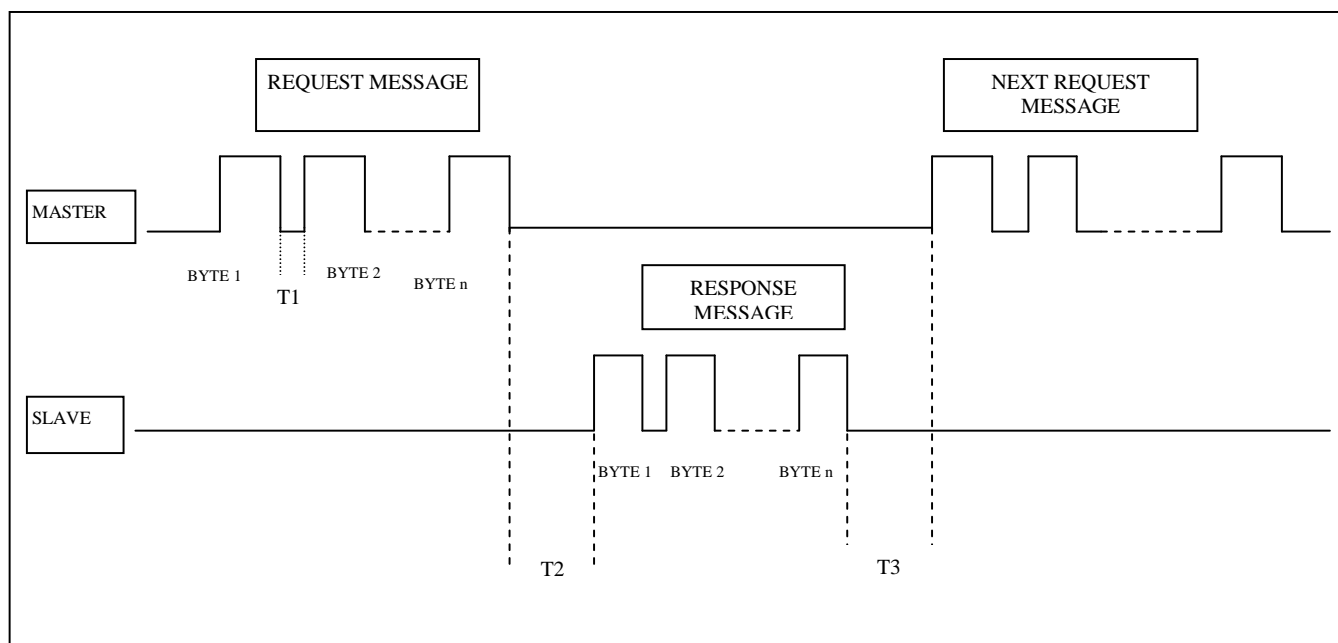 REQUEST MESSAGE
NEXT REQUEST
MESSAGE
MASTER
BYTE 1
BYTE 2
BYTE n
T1
RESPONSE
MESSAGE
SLAVE
BYTE 1
BYTE 2
BYTE n
T2
T3